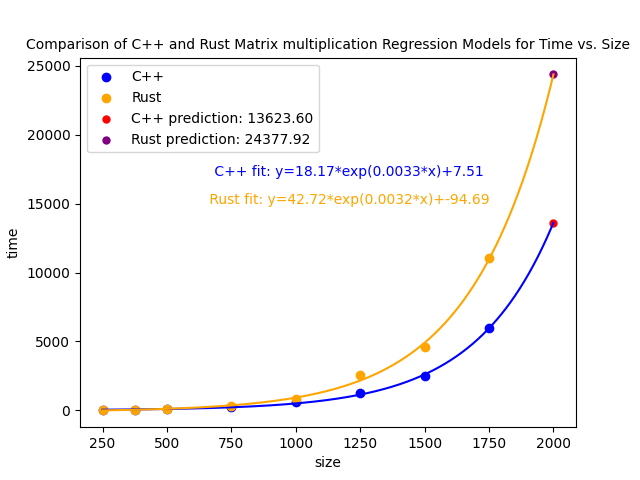 Comparison of C++ and Rust Matrix multiplication Regression Models for Time vs. Size
C++
Rust
C++ prediction: 13623.60
Rust prediction: 24377.92
C++ fit: y=18.17*exp(0.0033*x)+7.51
Rust fit: y=42.72*exp(0.0032*x)+-94.69
time
25000
20000
15000
10000
5000
0
250 375 500 750 1000 1250 1500 1750 2000
size